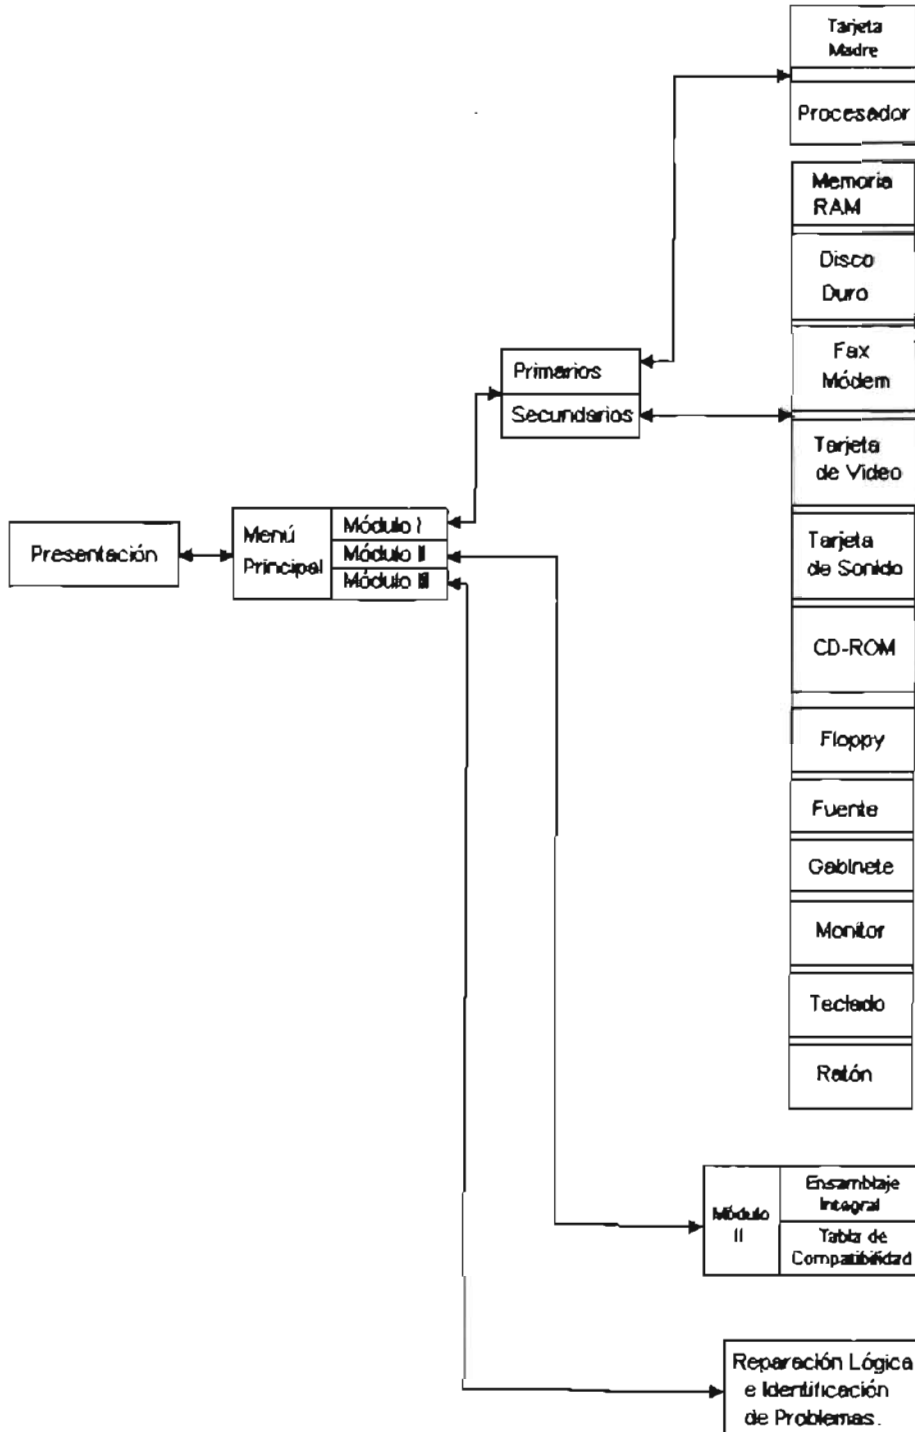 Presentación
Menú
Principal
Módulo I
Módulo II
Módulo III
Primarios
Secundarios
Tarjeta
Madre
Procesador
Memoria
RAM
Disco
Duro
Fax
Módem
Tarjeta
de Video
Tarjeta
de Sonido
CD-ROM
Floppy
Fuente
Gabinete
Monitor
Teclado
Ratón
Módulo
II
Ensamblaje
Integral
Tabla de
Compatibilidad
Reparación Lógica
e Identificación
de Problemas.